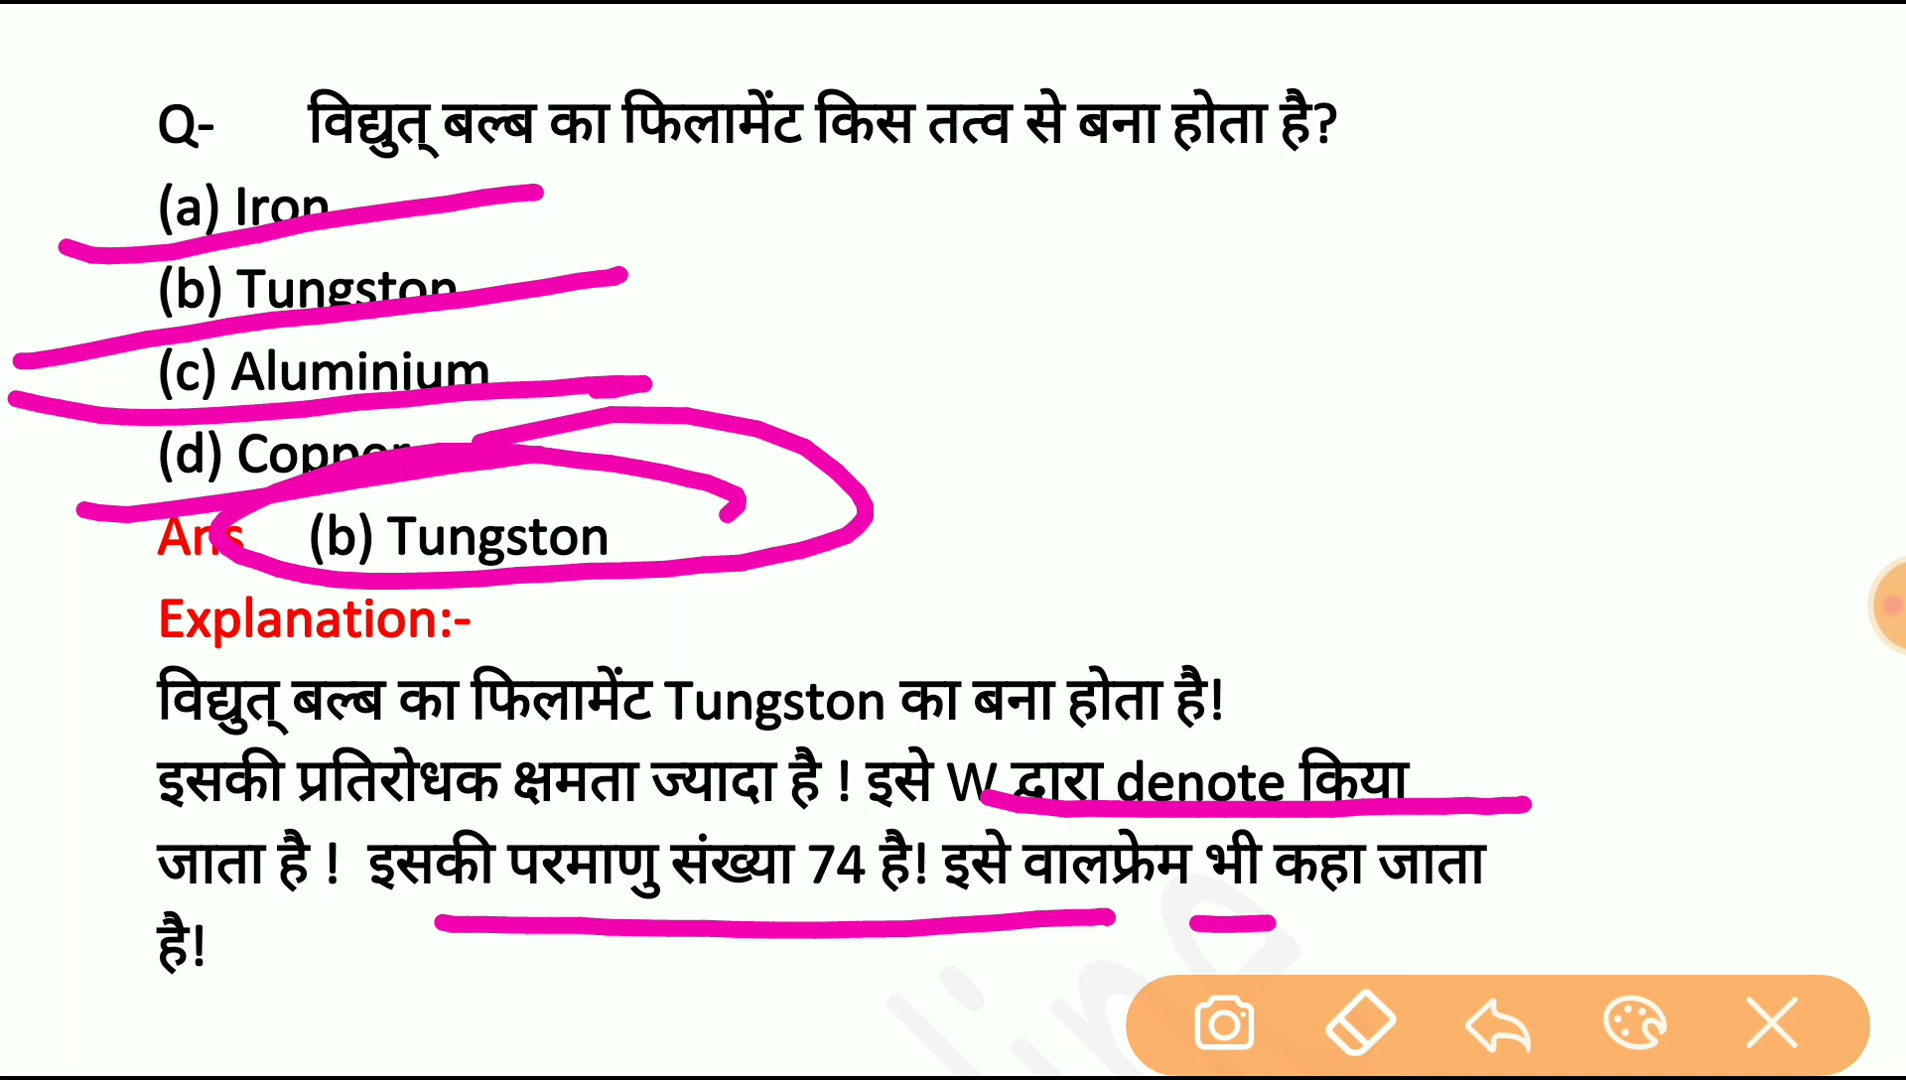 Q- विद्युत् बल्ब का फिलामेंट किस तत्व से बना होता है?
(a) Iron
(b) Tungston
(c) Aluminium
(d) Copper
Ans (b) Tungston
Explanation:-
विद्युत् बल्ब का फिलामेंट Tungston का बना होता है!
इसकी प्रतिरोधक क्षमता ज्यादा है ! इसे W द्वारा denote किया
जाता है ! इसकी परमाणु संख्या 74 है! इसे वालफ्रेम भी कहा जाता
है!